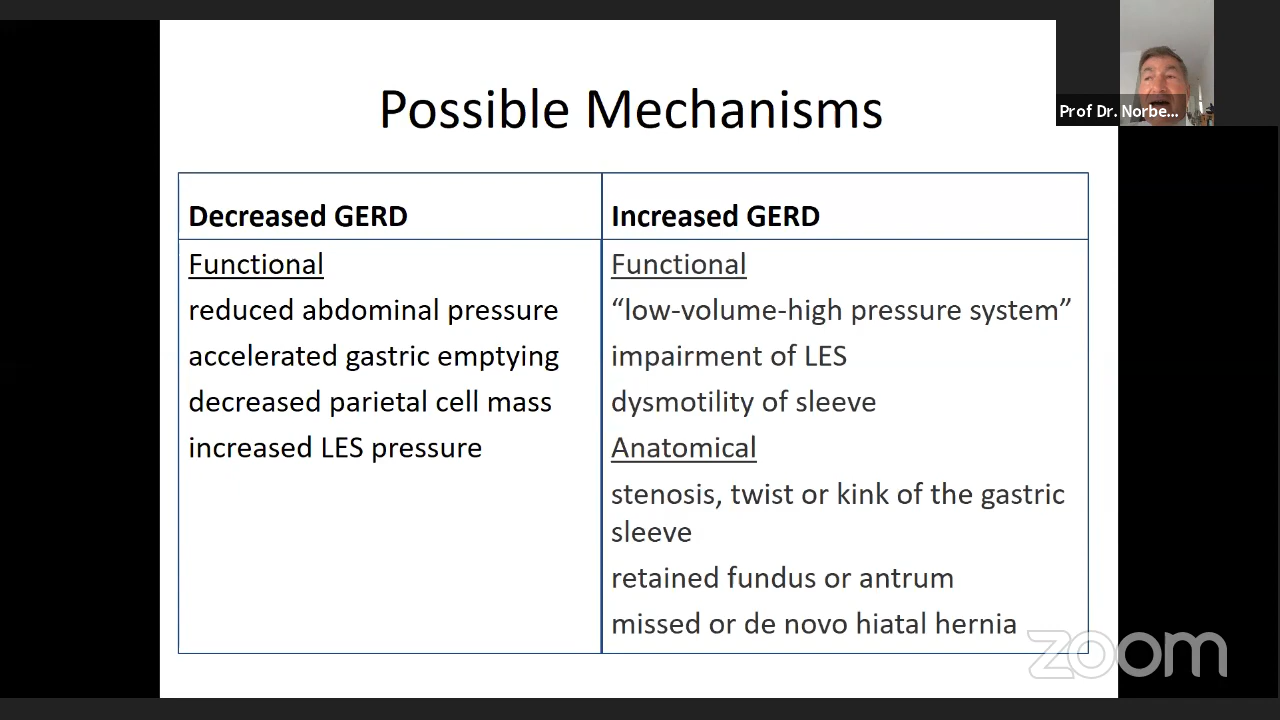 Possible Mechanisms
Prof Dr. Norbe...
Decreased GERD
Functional
reduced abdominal pressure
accelerated gastric emptying
decreased parietal cell mass
increased LES pressure
Increased GERD
Functional
“low-volume-high pressure system”
impairment of LES
dysmotility of sleeve
Anatomical
stenosis, twist or kink of the gastric
sleeve
retained fundus or antrum
missed or de novo hiatal hernia
zoom